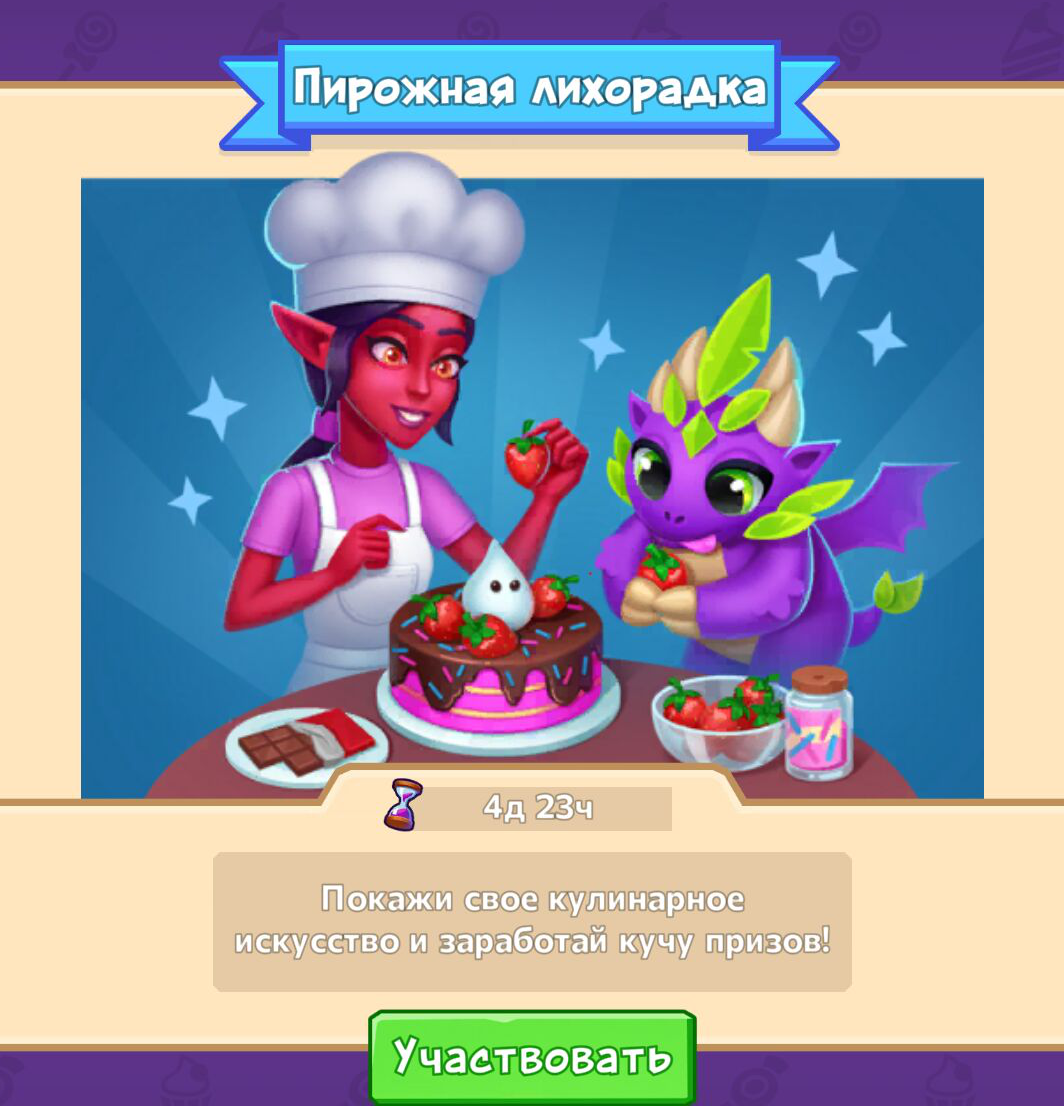 Пирожная лихорадка
4д 23ч
Покажи свое кулинарное
искусство и заработай кучу призов!
Участвовать